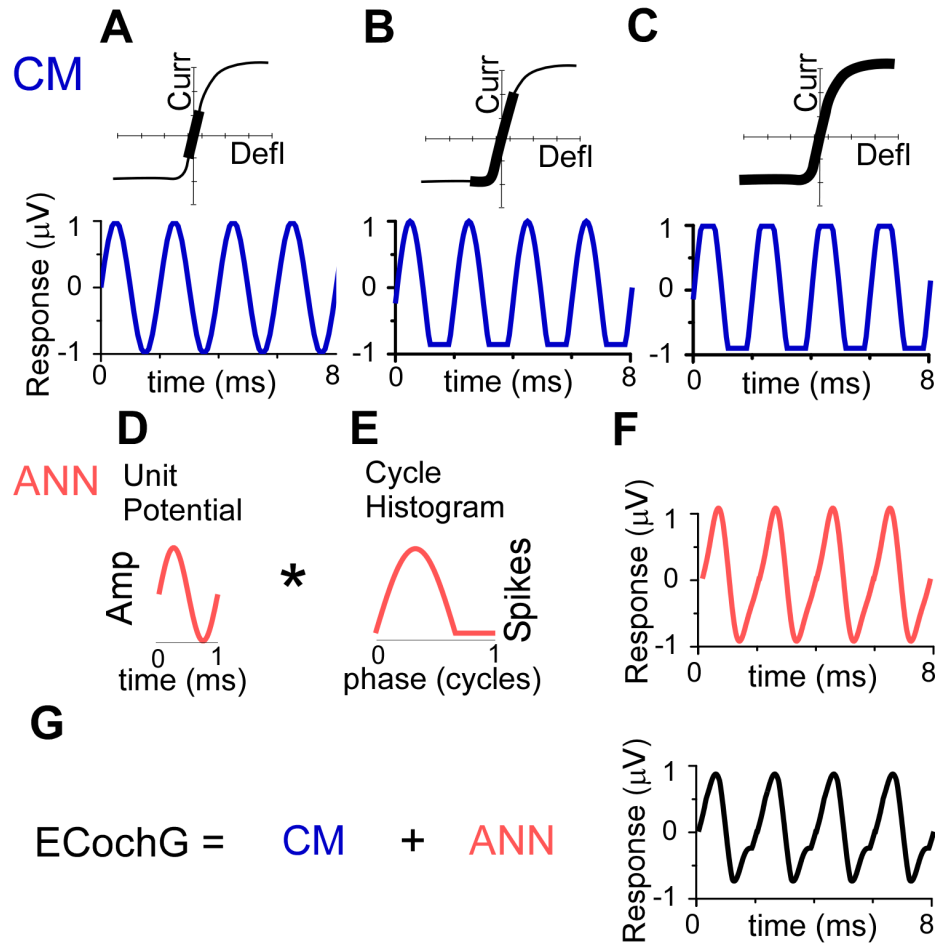 A
B
C
CM
Curr
Defl
Curr
Defl
Curr
Defl
Response (µV)
1
0
-1
0
time (ms)
8
1
0
-1
0
time (ms)
8
1
0
-1
0
time (ms)
8
D
E
F
ANN
Unit
Potential
Amp
0
1
time (ms)
*
Cycle
Histogram
Spikes
0
1
phase (cycles)
Response (µV)
1
0
-1
0
time (ms)
8
G
ECochG = CM + ANN
Response (µV)
1
0
-1
0
time (ms)
8